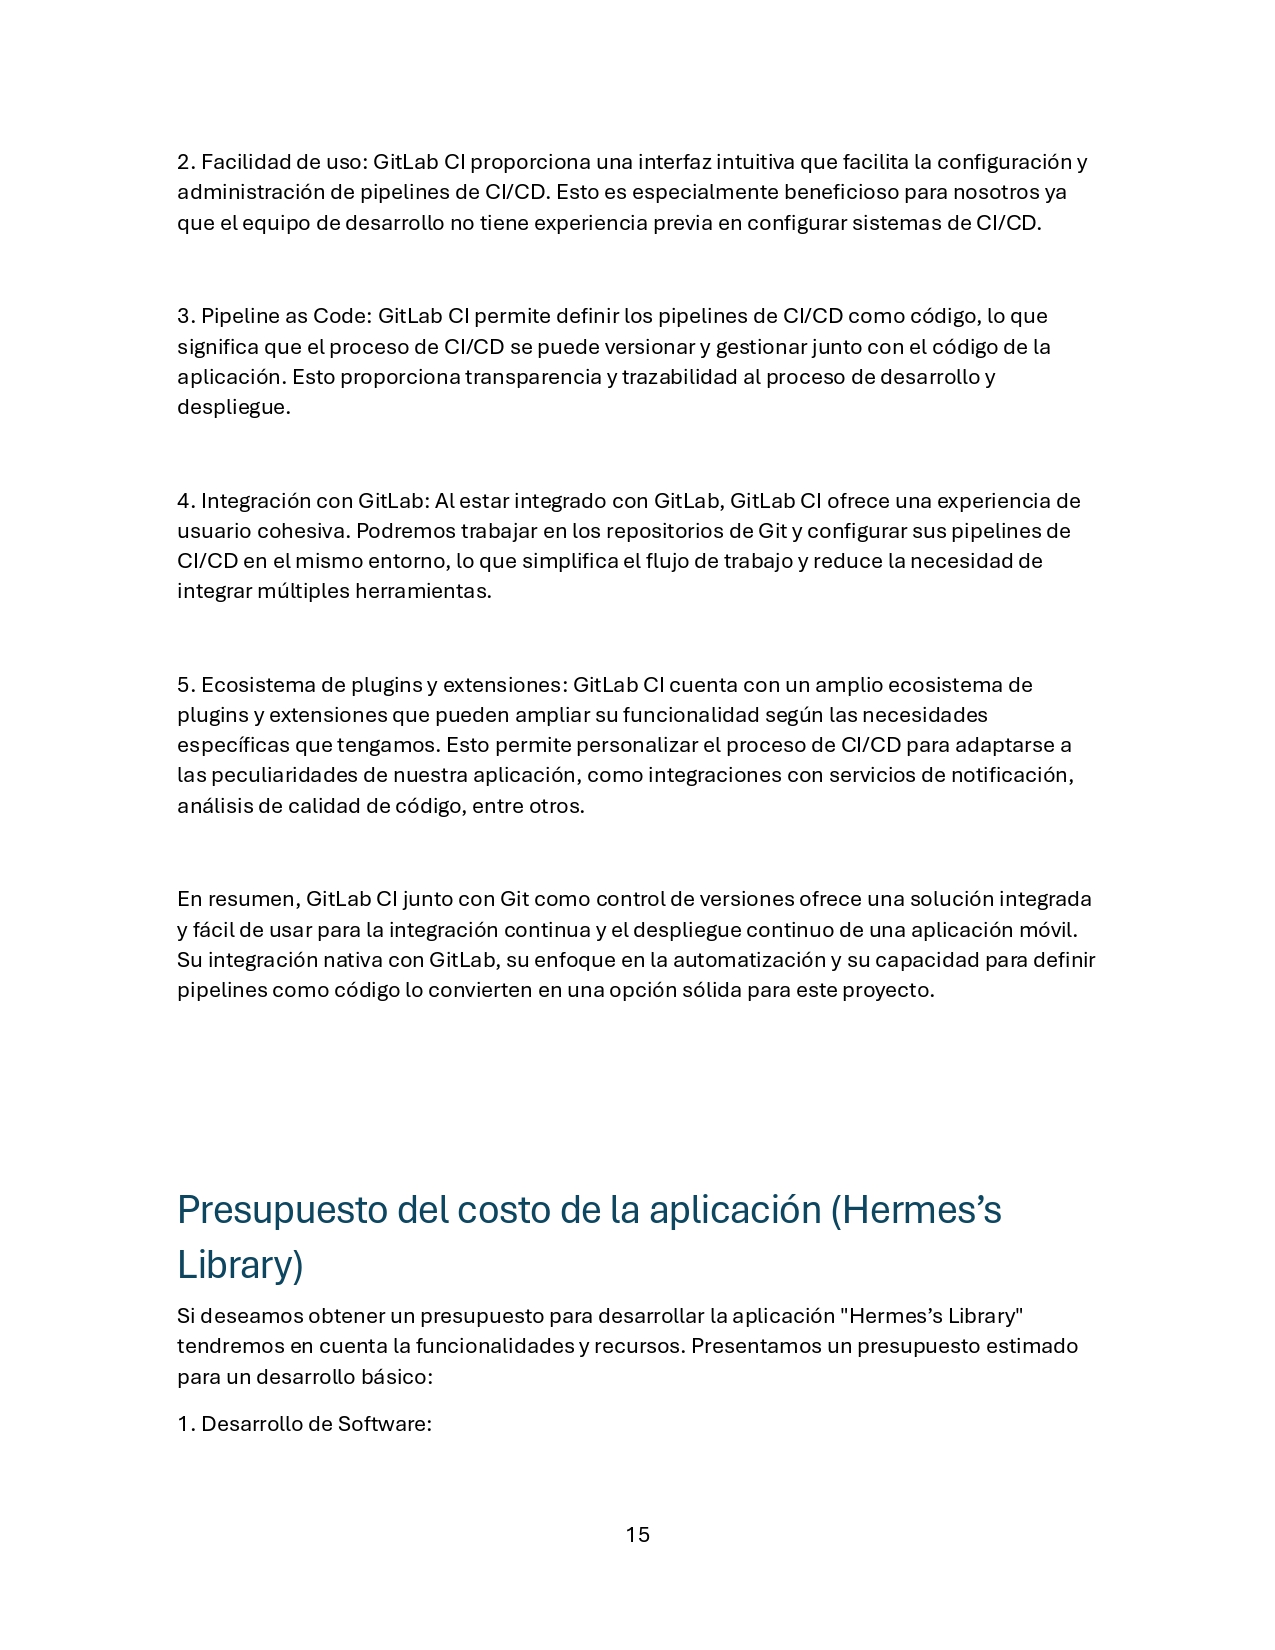 2. Facilidad de uso: GitLab CI proporciona una interfaz intuitiva que facilita la configuración y
administración de pipelines de CI/CD. Esto es especialmente beneficioso para nosotros ya
que el equipo de desarrollo no tiene experiencia previa en configurar sistemas de CI/CD.
3. Pipeline as Code: GitLab CI permite definir los pipelines de CI/CD como código, lo que
significa que el proceso de CI/CD se puede versionar y gestionar junto con el código de la
aplicación. Esto proporciona transparencia y trazabilidad al proceso de desarrollo y
despliegue.
4. Integración con GitLab: Al estar integrado con GitLab, GitLab CI ofrece una experiencia de
usuario cohesiva. Podremos trabajar en los repositorios de Git y configurar sus pipelines de
CI/CD en el mismo entorno, lo que simplifica el flujo de trabajo y reduce la necesidad de
integrar múltiples herramientas.
5. Ecosistema de plugins y extensiones: GitLab CI cuenta con un amplio ecosistema de
plugins y extensiones que pueden ampliar su funcionalidad según las necesidades
específicas que tengamos. Esto permite personalizar el proceso de CI/CD para adaptarse a
las peculiaridades de nuestra aplicación, como integraciones con servicios de notificación,
análisis de calidad de código, entre otros.
En resumen, GitLab CI junto con Git como control de versiones ofrece una solución integrada
y fácil de usar para la integración continua y el despliegue continuo de una aplicación móvil.
Su integración nativa con GitLab, su enfoque en la automatización y su capacidad para definir
pipelines como código lo convierten en una opción sólida para este proyecto.
Presupuesto del costo de la aplicación (Hermes’s
Library)
Si deseamos obtener un presupuesto para desarrollar la aplicación "Hermes’s Library"
tendremos en cuenta la funcionalidades y recursos. Presentamos un presupuesto estimado
para un desarrollo básico:
1. Desarrollo de Software:
15